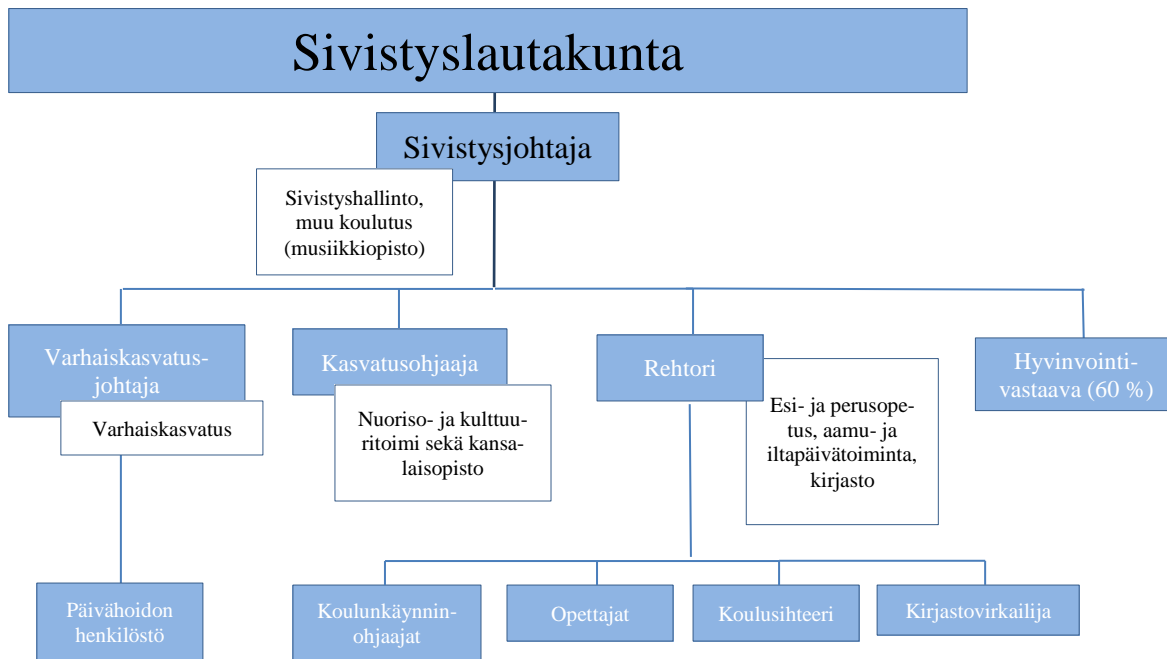 Sivistyslautakunta
Sivistysjohtaja
Sivistyshallinto,
muu koulutus
(musiikkiopisto)
Varhaiskasvatus-
johtaja
Varhaiskasvatus
Kasvatusohjaaja
Nuoriso- ja kulttuu-
ritoimi sekä kansa-
laisopisto
Rehtori
Esi- ja perusope-
tus, aamu- ja
iltapäivätoiminta,
kirjasto
Hyvinvointi-
vastaava (60 %)
Päivähoidon
henkilöstö
Koulunkäynnin-
ohjaajat
Opettajat
Koulusihteeri
Kirjastovirkailija